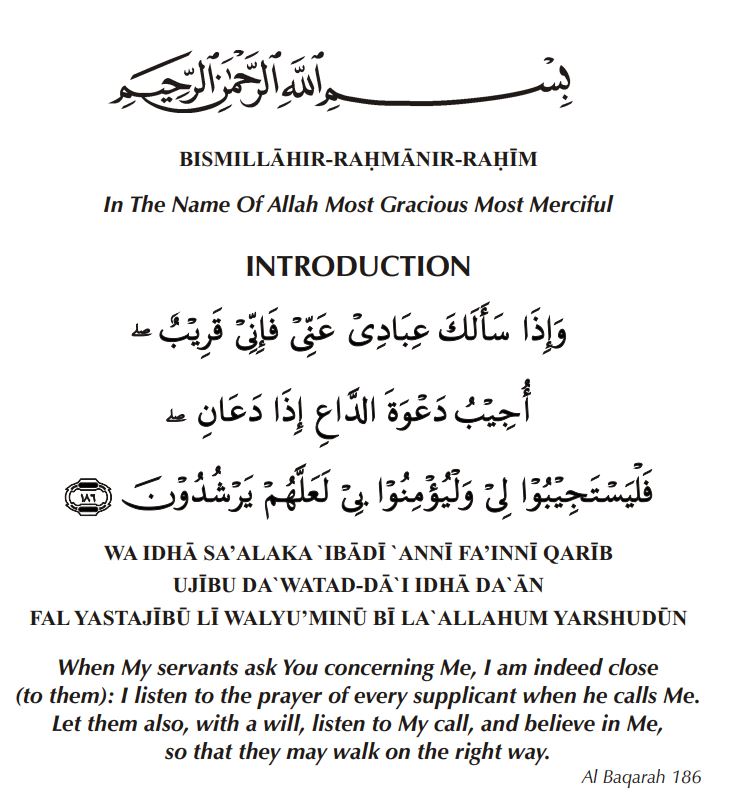 بِسْمِ اللَّهِ الرَّحْمَٰنِ الرَّحِيمِ
BISMILLĀHIR-RAḤMĀNIR-RAḤĪM
In The Name Of Allah Most Gracious Most Merciful
INTRODUCTION
وَإِذَا سَأَلَكَ عِبَادِىْ عَنِّىْ فَإِنِّىْ قَرِيْبٌ ۖ
أُجِيْبُ دَعْوَةَ الدَّاعِ إِذَا دَعَانِ ۖ
فَلْيَسْتَجِيْبُوْا لِىْ وَلْيُؤْمِنُوْا بِىْ لَعَلَّهُمْ يَرْشُدُوْنَ ١٨٦
WA IDHĀ SA’ALAKA `IBĀDĪ `ANNĪ FA’INNĪ QARĪB
UJĪBU DA`WATAD-DĀ`I IDHĀ DA`ĀN
FAL YASTAJĪBŪ LĪ WALYU’MINŪ BĪ LA`ALLAHUM YARSHUDŪN
When My servants ask You concerning Me, I am indeed close
(to them): I listen to the prayer of every supplicant when he calls Me.
Let them also, with a will, listen to My call, and believe in Me,
so that they may walk on the right way.
Al Baqarah 186